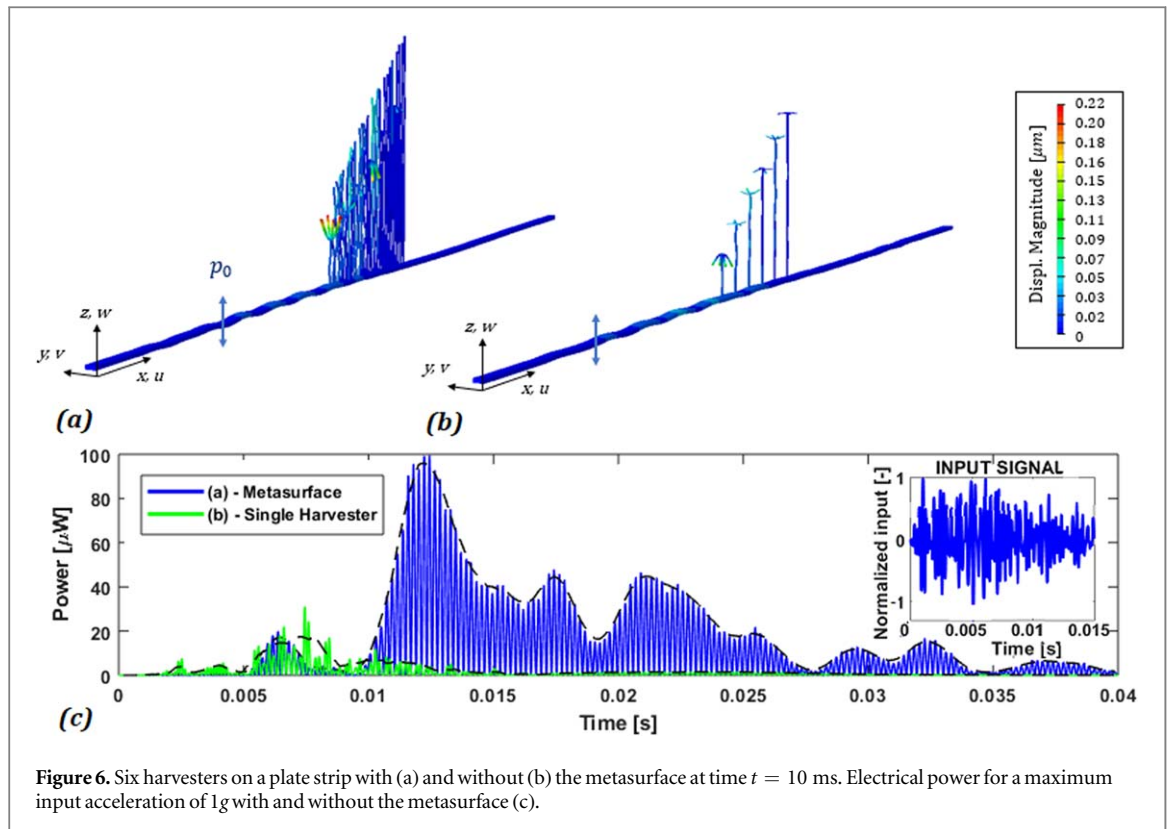 p₀
z, w
y, v
x, u
(a)
z, w
y, v
x, u
(b)
Displ. Magnitude [μm]
0.22
0.20
0.18
0.16
0.15
0.13
0.11
0.09
0.07
0.05
0.03
0.02
0
Power [μW]
100
80
60
40
20
0
(a) - Metasurface
(b) - Single Harvester
INPUT SIGNAL
Normalized input [-]
1
0
-1
0 0.005 0.01 0.015
Time [s]
0 0.005 0.01 0.015 0.02 0.025 0.03 0.035 0.04
Time [s]
(c)
Figure 6. Six harvesters on a plate strip with (a) and without (b) the metasurface at time t = 10 ms. Electrical power for a maximum
input acceleration of 1g with and without the metasurface (c).